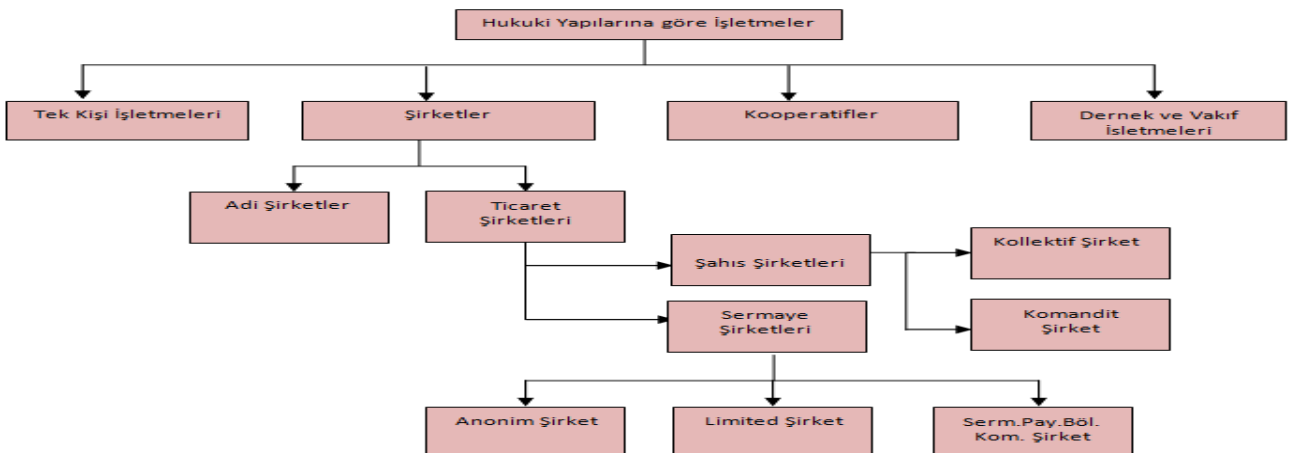 Hukuki Yapılarına göre İşletmeler
Tek Kişi İşletmeleri
Şirketler
Kooperatifler
Dernek ve Vakıf
İsletmeleri
Adi Şirketler
Ticaret
Şirketleri
Şahıs Şirketleri
Kollektif Şirket
Sermaye
Şirketleri
Komandit
Şirket
Anonim Şirket
Limited Şirket
Serm.Pay.Böl.
Kom. Şirket